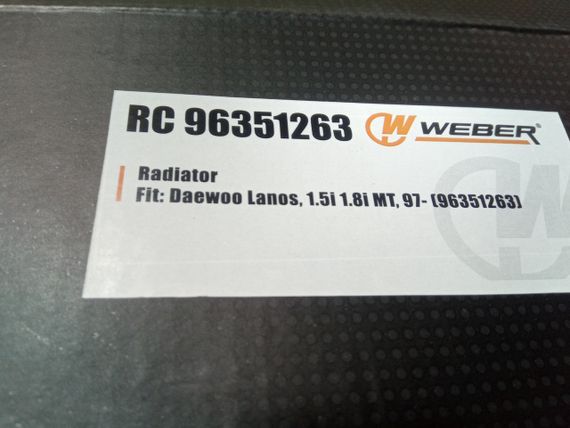 RC 96351263 WEBER®
Radiator
Fit: Daewoo Lanos, 1.5i 1.8i MT, 97- (96351263)